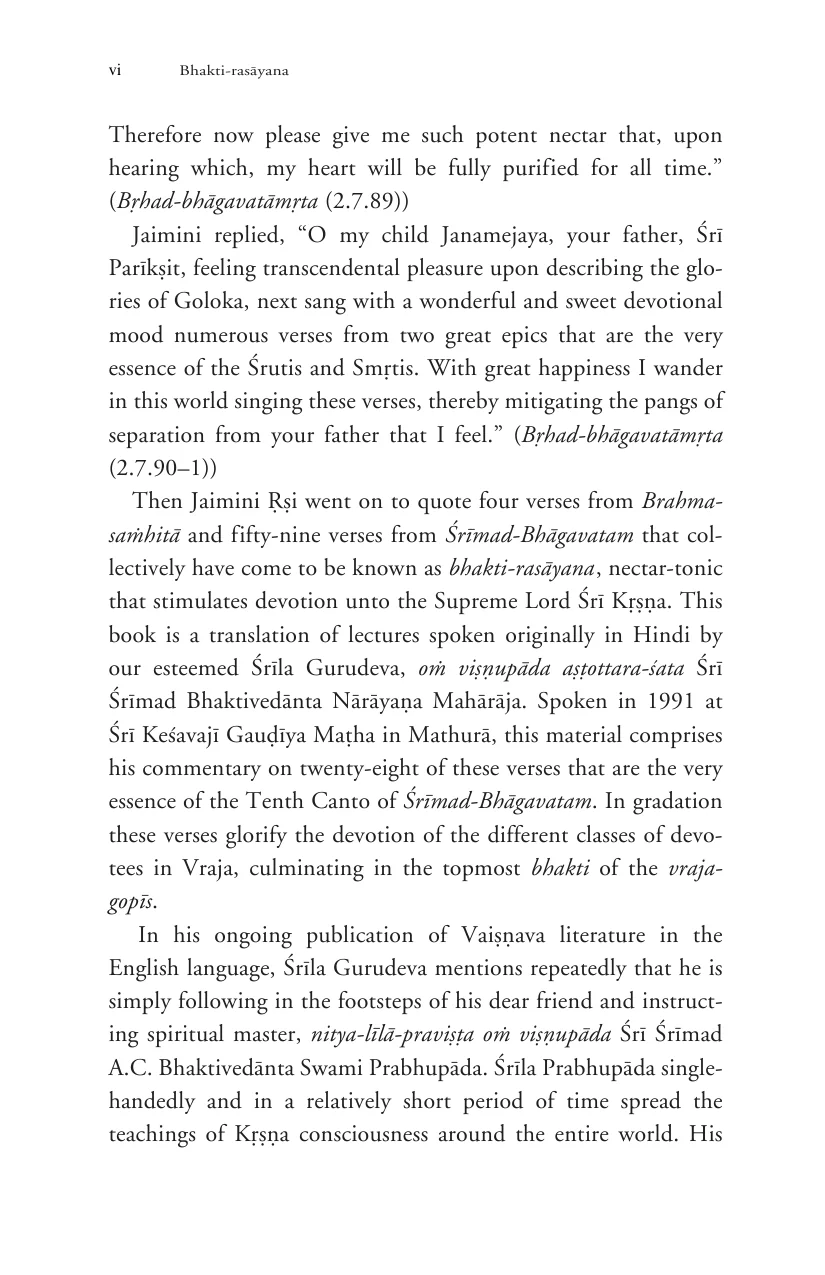 vi Bhakti-rasāyana
Therefore now please give me such potent nectar that, upon
hearing which, my heart will be fully purified for all time.”
(Bṛhad-bhāgavatāmṛta (2.7.89))
Jaimini replied, “O my child Janamejaya, your father, Śrī
Parīkṣit, feeling transcendental pleasure upon describing the glo-
ries of Goloka, next sang with a wonderful and sweet devotional
mood numerous verses from two great epics that are the very
essence of the Śrutis and Smṛtis. With great happiness I wander
in this world singing these verses, thereby mitigating the pangs of
separation from your father that I feel.” (Bṛhad-bhāgavatāmṛta
(2.7.90–1))
Then Jaimini Ṛṣi went on to quote four verses from Brahma-
saṁhitā and fifty-nine verses from Śrīmad-Bhāgavatam that col-
lectively have come to be known as bhakti-rasāyana, nectar-tonic
that stimulates devotion unto the Supreme Lord Śrī Kṛṣṇa. This
book is a translation of lectures spoken originally in Hindi by
our esteemed Śrīla Gurudeva, oṁ viṣṇupāda aṣṭottara-śata Śrī
Śrīmad Bhaktivedānta Nārāyaṇa Mahārāja. Spoken in 1991 at
Śrī Keśavajī Gauḍīya Maṭha in Mathurā, this material comprises
his commentary on twenty-eight of these verses that are the very
essence of the Tenth Canto of Śrīmad-Bhāgavatam. In gradation
these verses glorify the devotion of the different classes of devo-
tees in Vraja, culminating in the topmost bhakti of the vraja-
gopīs.
In his ongoing publication of Vaiṣṇava literature in the
English language, Śrīla Gurudeva mentions repeatedly that he is
simply following in the footsteps of his dear friend and instruct-
ing spiritual master, nitya-līlā-praviṣṭa oṁ viṣṇupāda Śrī Śrīmad
A.C. Bhaktivedānta Swami Prabhupāda. Śrīla Prabhupāda single-
handedly and in a relatively short period of time spread the
teachings of Kṛṣṇa consciousness around the entire world. His